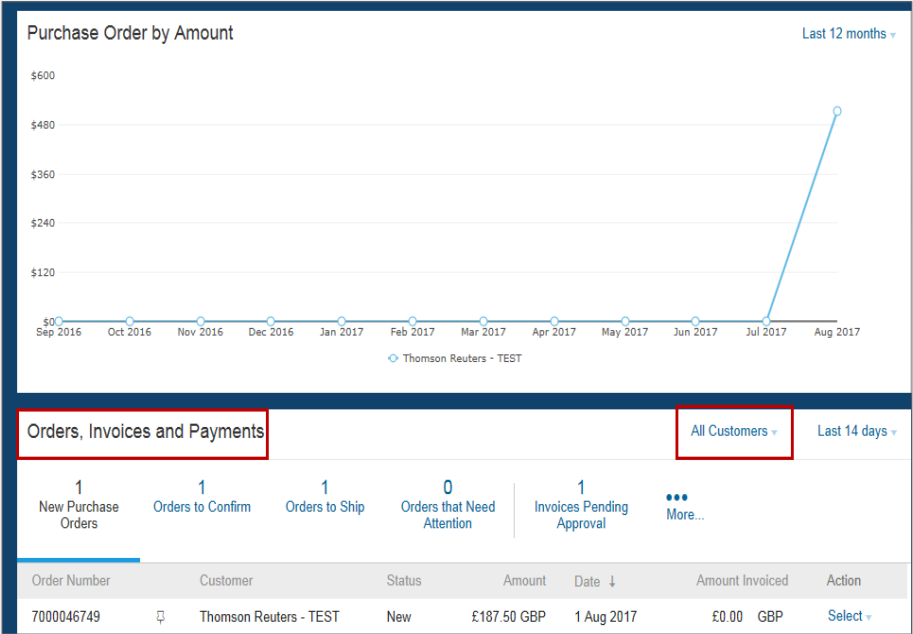 Purchase Order by Amount
Last 12 months
$600
$480
$360
$240
$120
$0
Sep 2016 Oct 2016 Nov 2016 Dec 2016 Jan 2017 Feb 2017 Mar 2017 Apr 2017 May 2017 Jun 2017 Jul 2017 Aug 2017
Thomson Reuters - TEST
Orders, Invoices and Payments
All Customers
Last 14 days
1 1 1 0 1
New Purchase Orders to Confirm Orders to Ship Orders that Need Invoices Pending More...
Orders Attention Approval
Order Number Customer Status Amount Date ↓ Amount Invoiced Action
7000046749 Thomson Reuters - TEST New £187.50 GBP 1 Aug 2017 £0.00 GBP Select